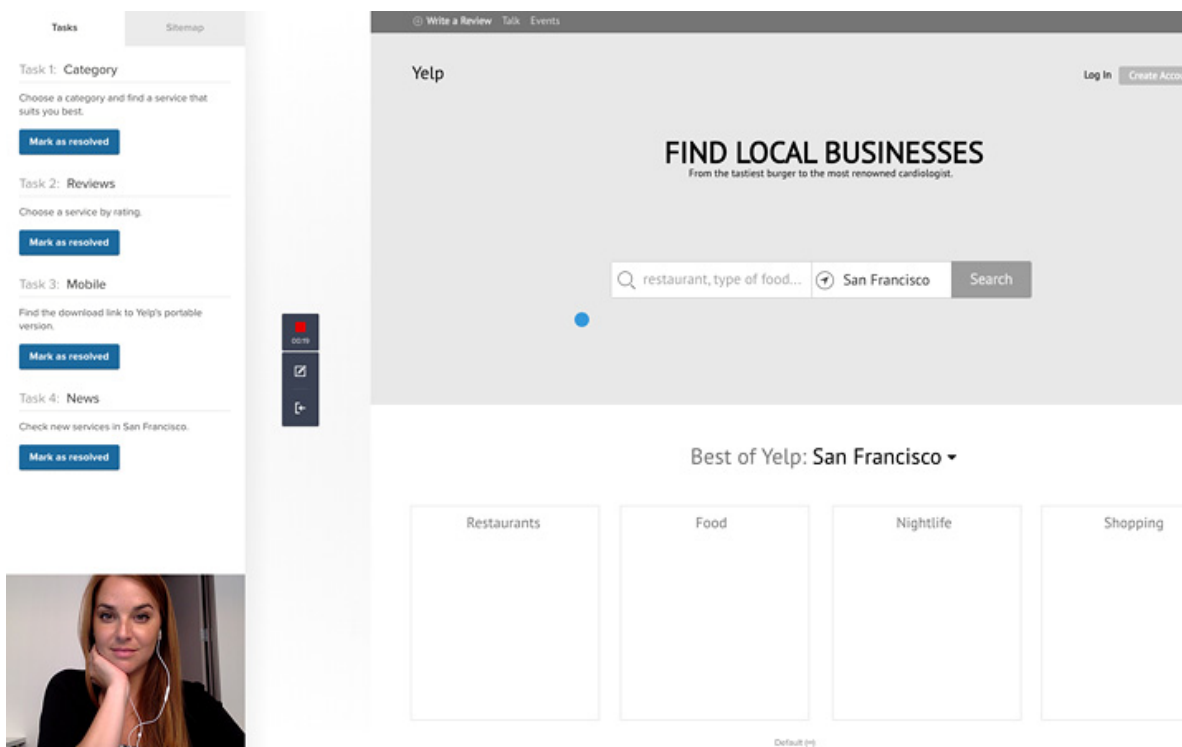 Tasks
Sitemap
Task 1: Category
Choose a category and find a service that
suits you best.
Mark as resolved
Task 2: Reviews
Choose a service by rating.
Mark as resolved
Task 3: Mobile
Find the download link to Yelp's portable
version.
Mark as resolved
Task 4: News
Check new services in San Francisco.
Mark as resolved
00:19
Write a Review Talk Events
Yelp
Log In Create Accou
FIND LOCAL BUSINESSES
From the tastiest burger to the most renowned cardiologist.
restaurant, type of food... San Francisco Search
Best of Yelp: San Francisco
Restaurants Food Nightlife Shopping
Default